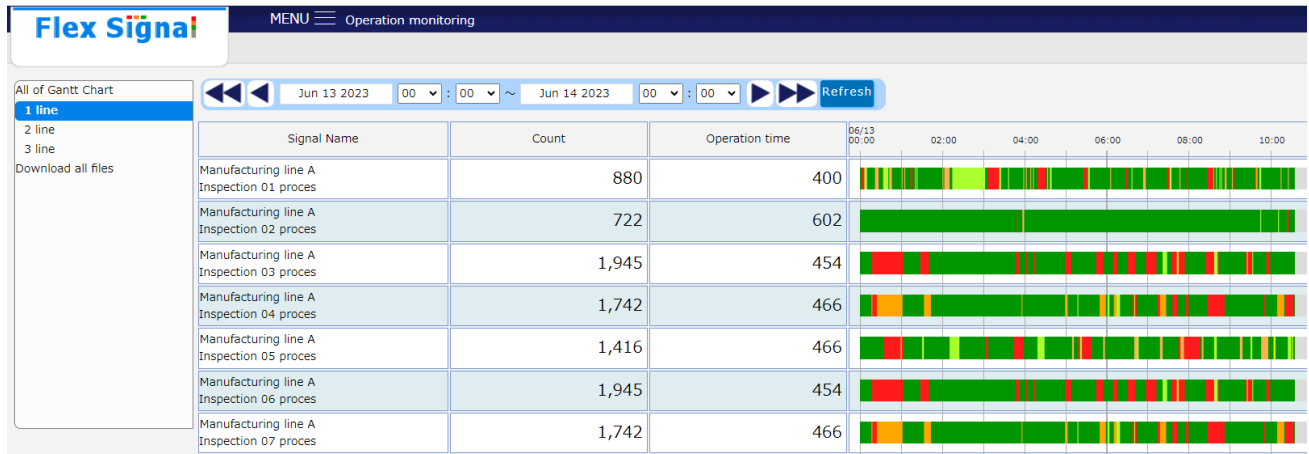 Flex Signal
MENU Operation monitoring
All of Gantt Chart
1 line
2 line
3 line
Download all files
Jun 13 2023 00 : 00 ~ Jun 14 2023 00 : 00 Refresh
Signal Name Count Operation time 06/13
00:00 02:00 04:00 06:00 08:00 10:00
Manufacturing line A
Inspection 01 proces 880 400
Manufacturing line A
Inspection 02 proces 722 602
Manufacturing line A
Inspection 03 proces 1,945 454
Manufacturing line A
Inspection 04 proces 1,742 466
Manufacturing line A
Inspection 05 proces 1,416 466
Manufacturing line A
Inspection 06 proces 1,945 454
Manufacturing line A
Inspection 07 proces 1,742 466